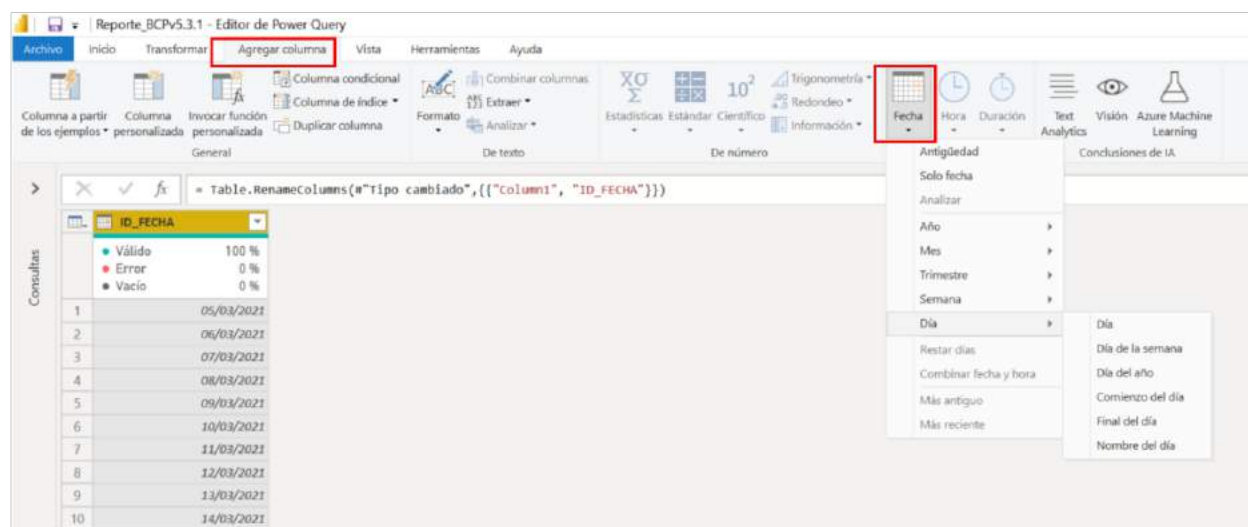 Reporte_BCPv5.3.1 - Editor de Power Query
Archivo Inicio Transformar Agregar columna Vista Herramientas Ayuda
Columna a partir de los ejemplos
Columna personalizada
Invocar función personalizada
Columna condicional
Columna de índice
Duplicar columna
General
ABC
Formato
Combinar columnas
Extraer
Analizar
De texto
Estadísticas
Estándar
10²
Científico
Trigonometría
Redondeo
Información
De número
Fecha
Hora
Duración
Text Analytics
Visión
Azure Machine Learning
Conclusiones de IA
fx
= Table.RenameColumns(#"Tipo cambiado",{{"Column1", "ID_FECHA"}})
Consultas
ID_FECHA
Válido 100 %
Error 0 %
Vacío 0 %
1 05/03/2021
2 06/03/2021
3 07/03/2021
4 08/03/2021
5 09/03/2021
6 10/03/2021
7 11/03/2021
8 12/03/2021
9 13/03/2021
10 14/03/2021
Antigüedad
Solo fecha
Analizar
Año
Mes
Trimestre
Semana
Día
Restar días
Combinar fecha y hora
Más antiguo
Más reciente
Día
Día de la semana
Día del año
Comienzo del día
Final del día
Nombre del día